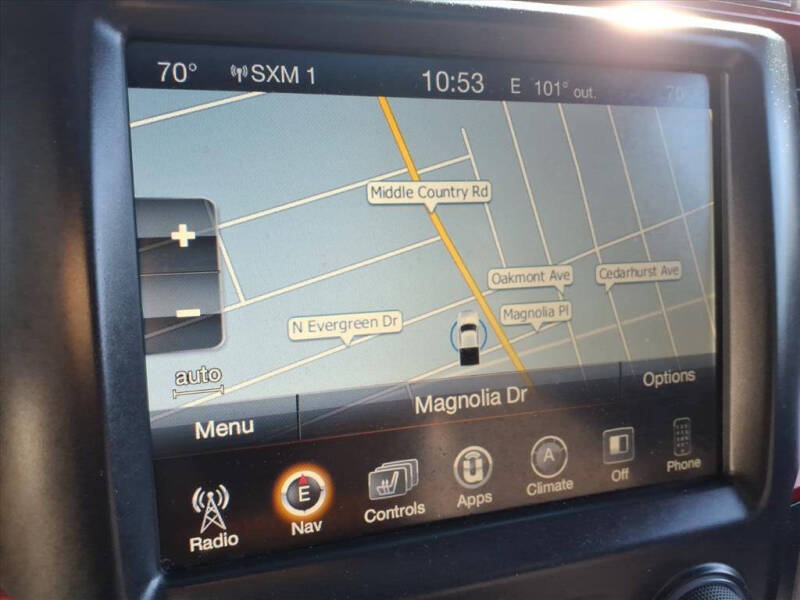 70° SXM 1 10:53 E 101° out. 70°
Middle Country Rd
+
Oakmont Ave Cedarhurst Ave
Magnolia Pl
N Evergreen Dr
−
auto
Options
Magnolia Dr
Menu
E A
Radio Nav Controls Apps Climate Off Phone